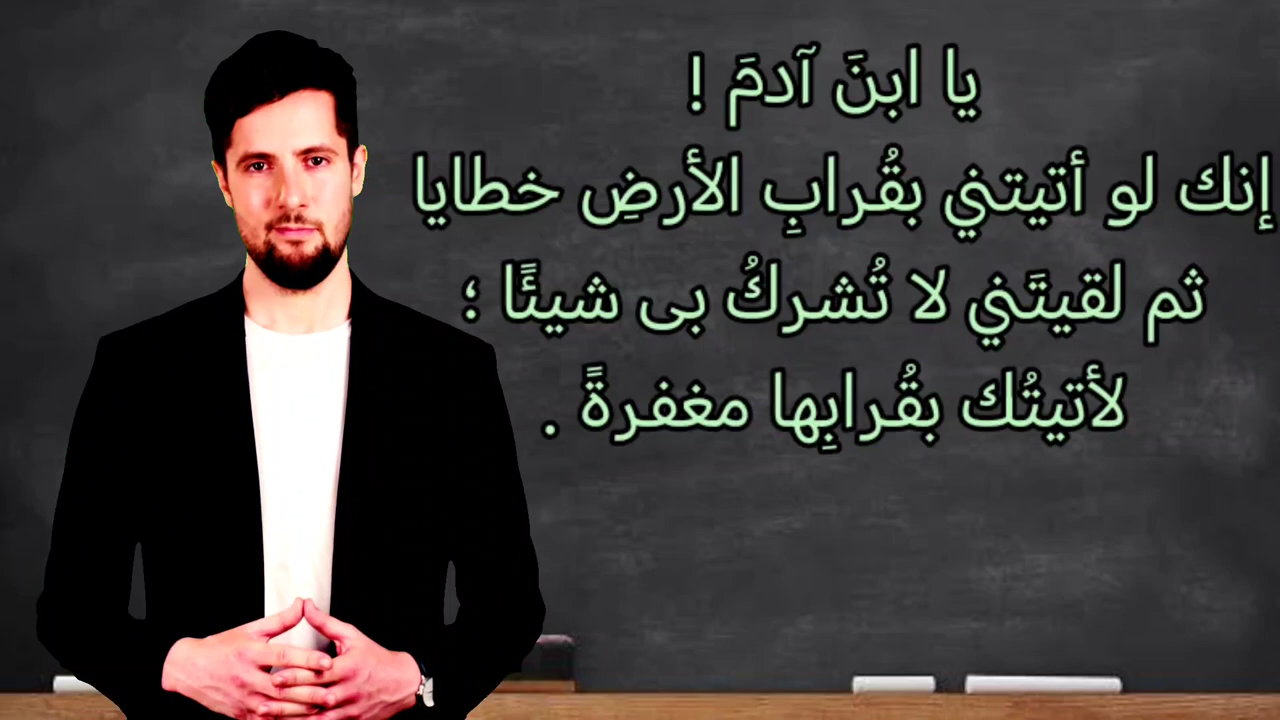 يا ابنَ آدمَ !
إنك لو أتيتني بقُرابِ الأرضِ خطايا
ثم لقيتَني لا تُشركُ بى شيئًا ؛
لأتيتُك بقُرابِها مغفرةً .